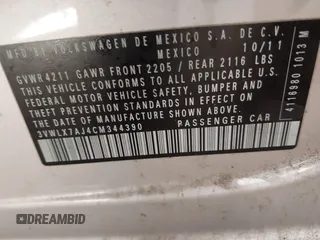 MFD. BY VOLKSWAGEN DE MEXICO S.A. DE C.V.
MEXICO 10/11
GVWR 4211 GAWR FRONT 2205 / REAR 2116 LBS
THIS VEHICLE CONFORMS TO ALL APPLICABLE U.S.
FEDERAL MOTOR VEHICLE SAFETY, BUMPER AND
THEFT PREVENTION STANDARDS IN EFFECT ON
THE DATE OF MANUFACTURE SHOWN ABOVE
3VWLX7AJ4CM344390 PASSENGER CAR
4116980 1013 M
DREAMBID